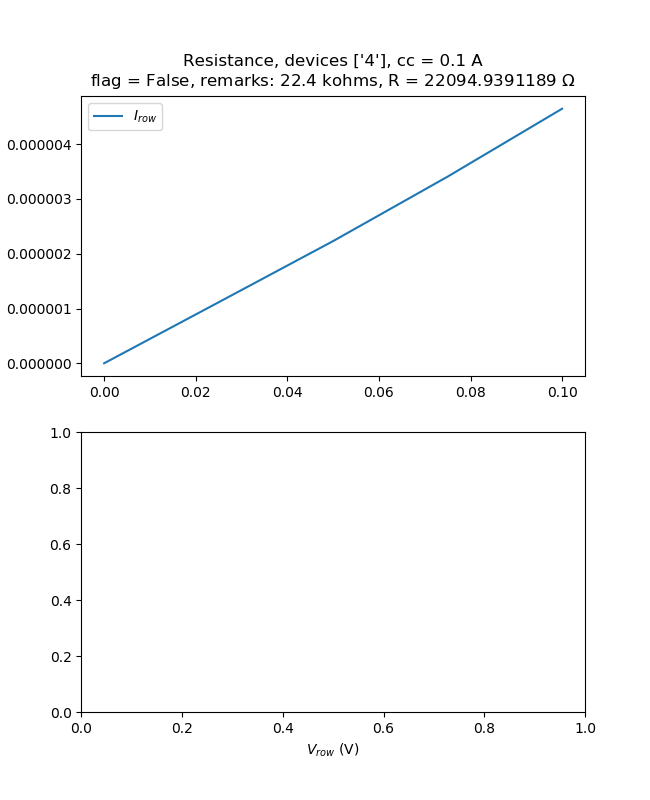 Resistance, devices ['4'], cc = 0.1 A
flag = False, remarks: 22.4 kohms, R = 22094.9391189 Ω
I_row
0.000004
0.000003
0.000002
0.000001
0.000000
0.00 0.02 0.04 0.06 0.08 0.10
1.0
0.8
0.6
0.4
0.2
0.0
0.0 0.2 0.4 0.6 0.8 1.0
V_row (V)